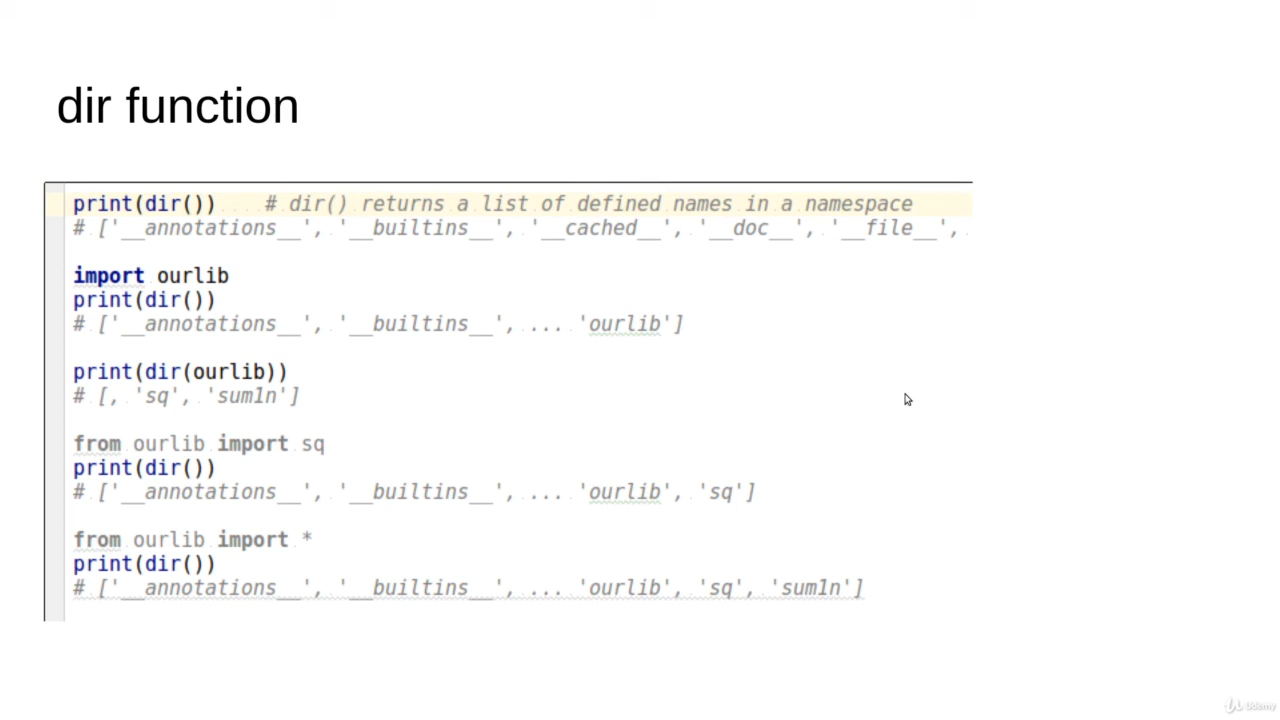 dir function
print(dir())    # dir() returns a list of defined names in a namespace
# ['__annotations__', '__builtins__', '__cached__', '__doc__', '__file__',
import ourlib
print(dir())
# ['__annotations__', '__builtins__', ... 'ourlib']
print(dir(ourlib))
# [, 'sq', 'sum1n']
from ourlib import sq
print(dir())
# ['__annotations__', '__builtins__', ... 'ourlib', 'sq']
from ourlib import *
print(dir())
# ['__annotations__', '__builtins__', ... 'ourlib', 'sq', 'sum1n']
Udemy